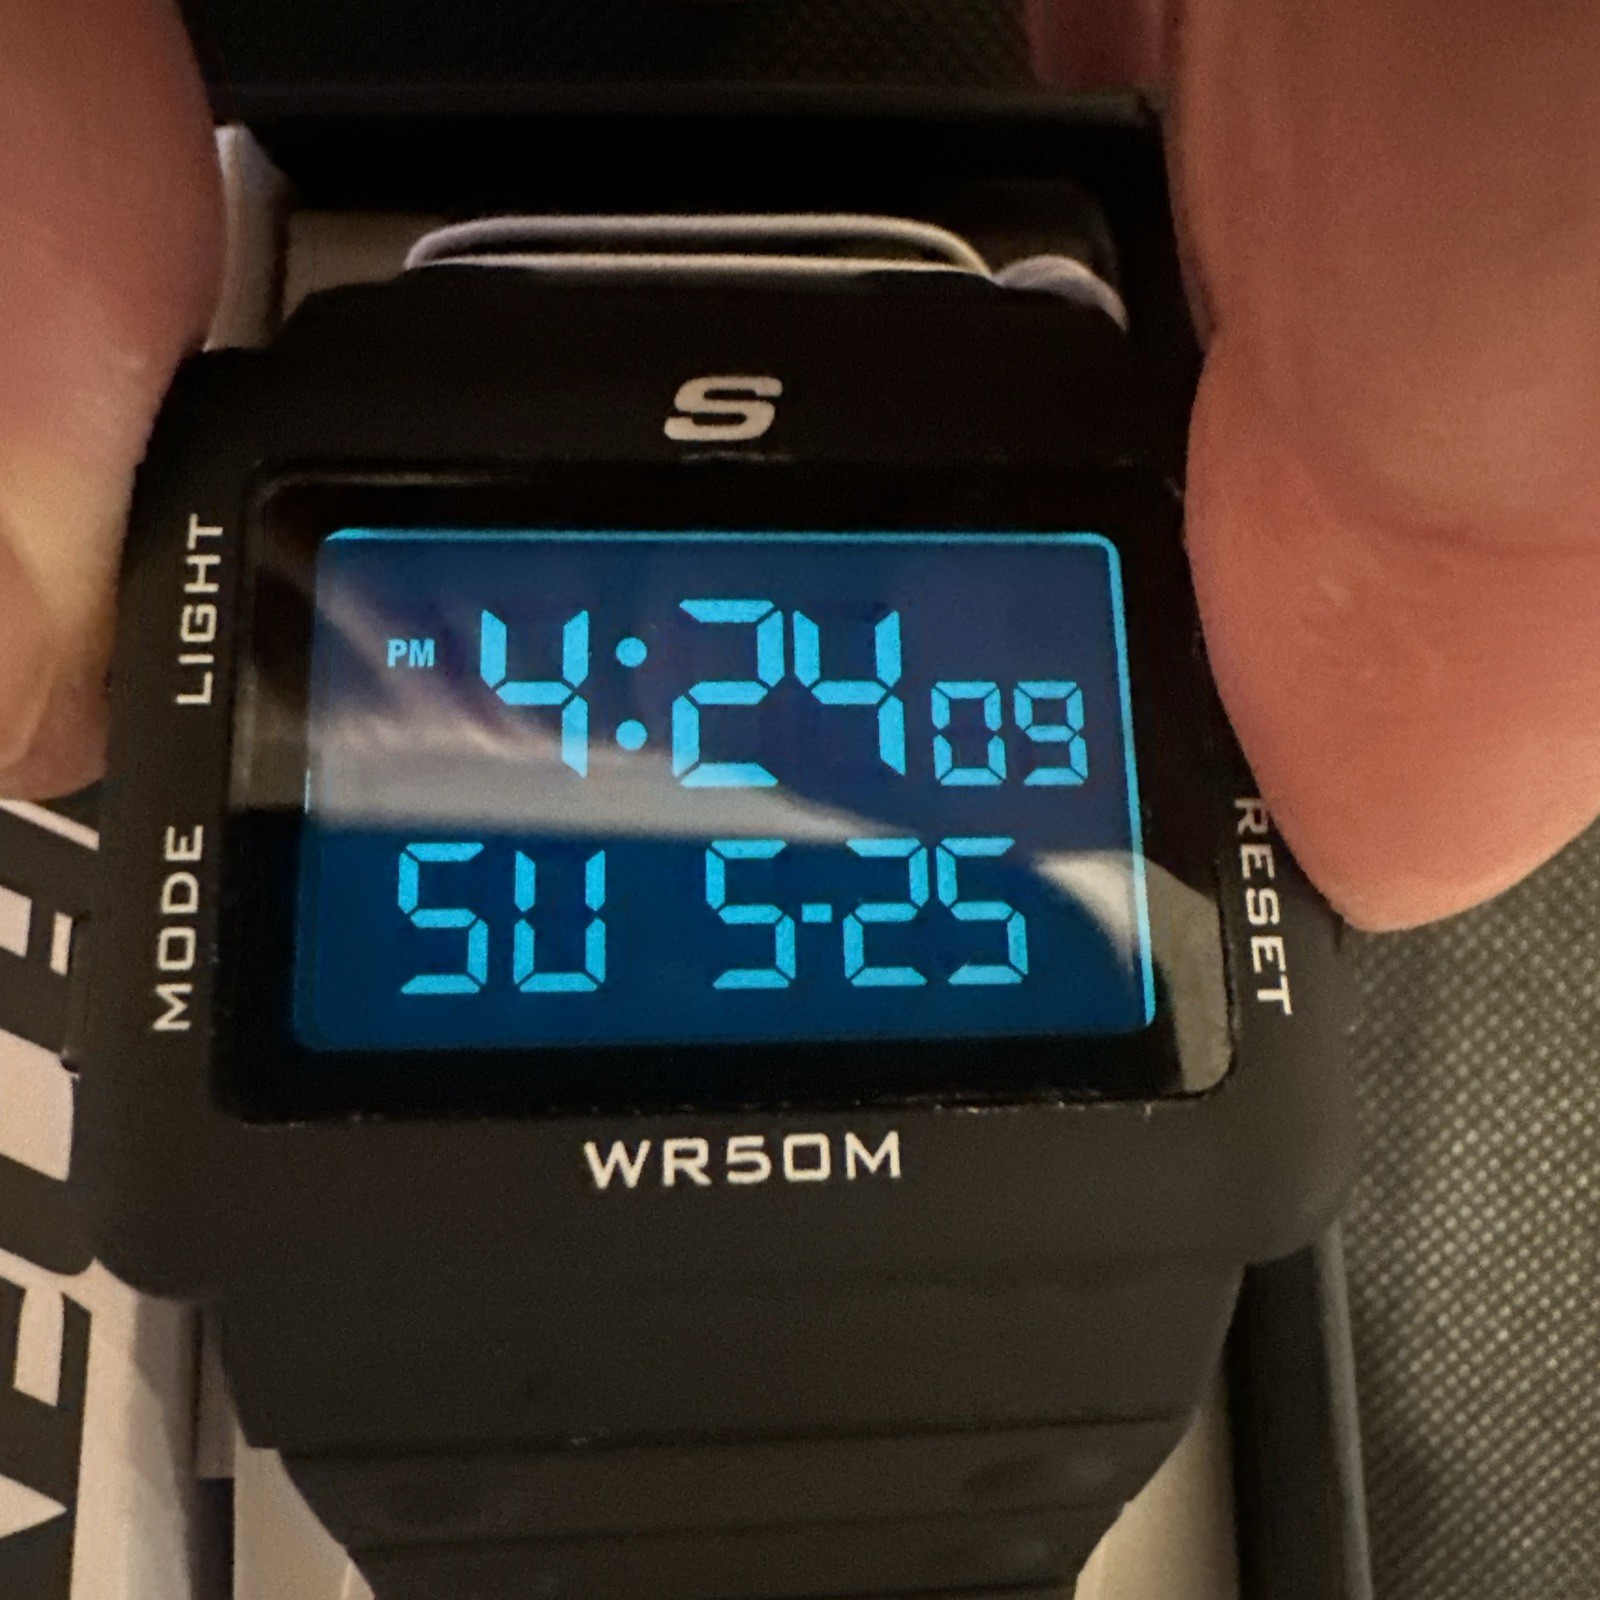 S
LIGHT
PM 4:24 09
SU 5-25
MODE
RESET
WR50M